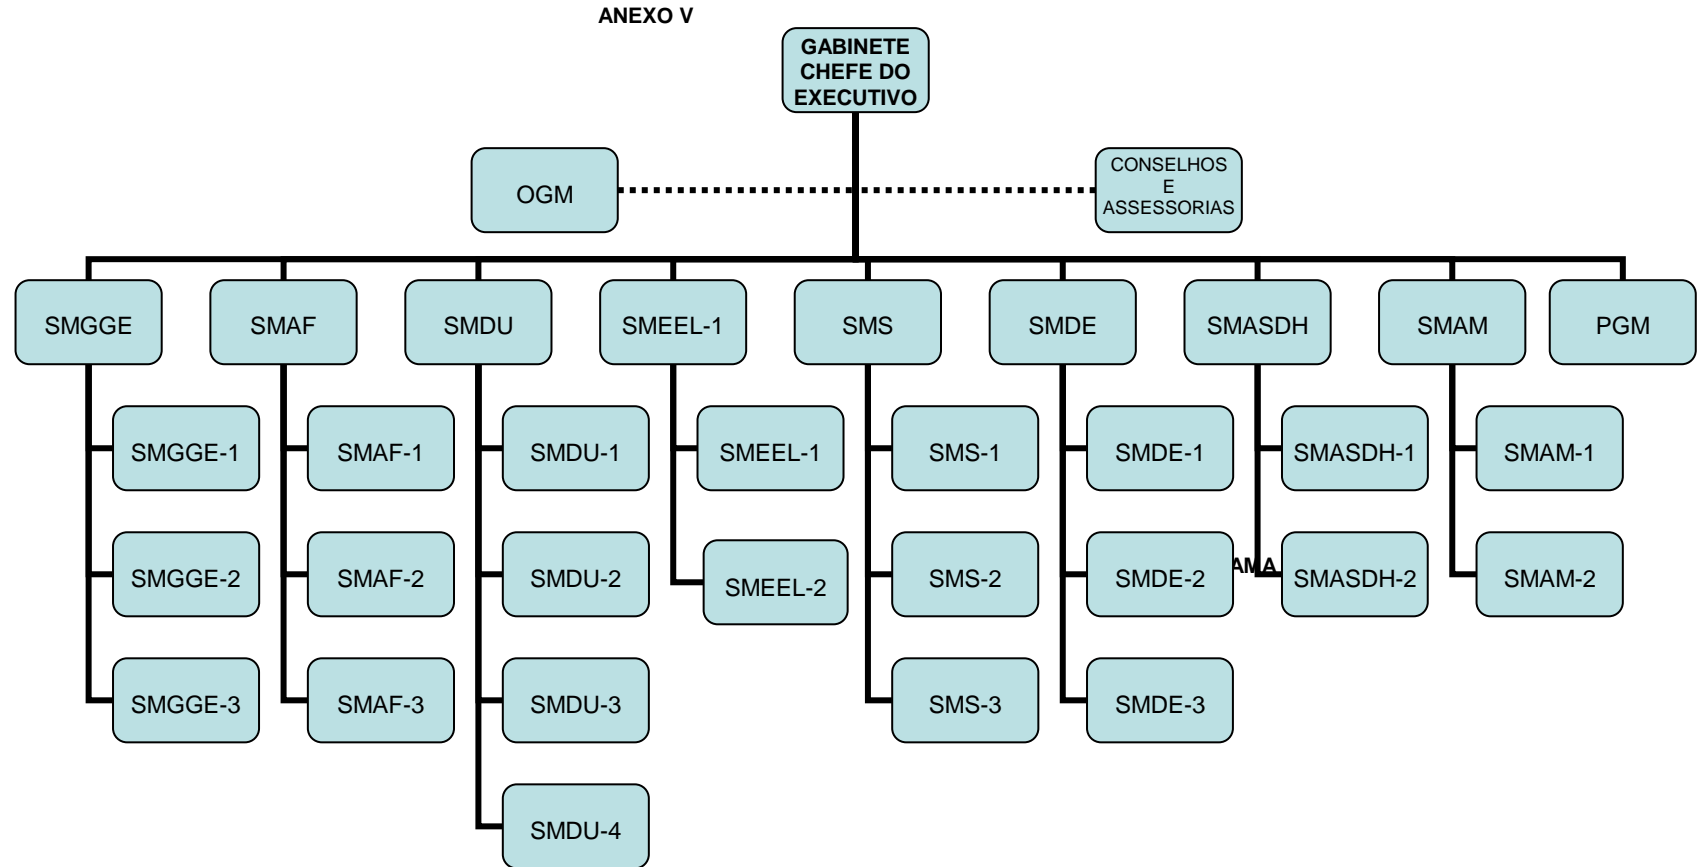 ANEXO V
GABINETE
CHEFE DO
EXECUTIVO
OGM
CONSELHOS
E
ASSESSORIAS
SMGGE
SMAF
SMDU
SMEEL-1
SMS
SMDE
SMASDH
SMAM
PGM
SMGGE-1
SMAF-1
SMDU-1
SMEEL-1
SMS-1
SMDE-1
SMASDH-1
SMAM-1
SMGGE-2
SMAF-2
SMDU-2
SMEEL-2
SMS-2
SMDE-2
AMA
SMASDH-2
SMAM-2
SMGGE-3
SMAF-3
SMDU-3
SMS-3
SMDE-3
SMDU-4